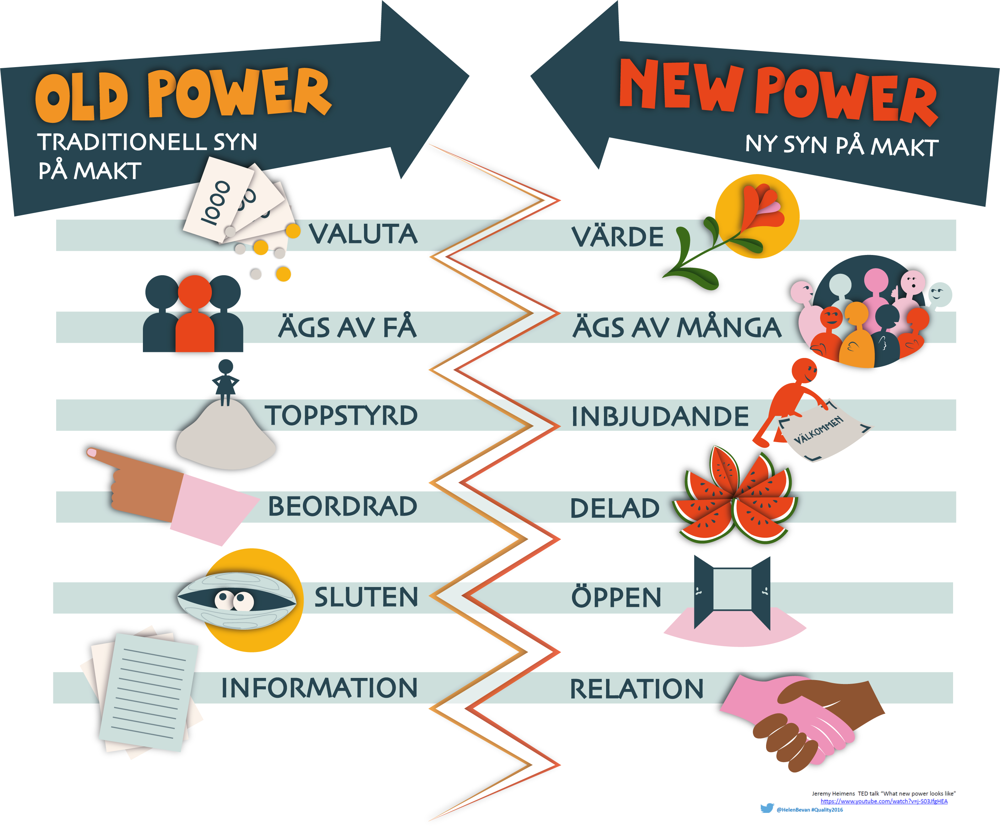 OLD POWER
TRADITIONELL SYN
PÅ MAKT
NEW POWER
NY SYN PÅ MAKT
1000
VALUTA
VÄRDE
ÄGS AV FÅ
ÄGS AV MÅNGA
TOPPSTYRD
INBJUDANDE
VÄLKOMMEN
BEORDRAD
DELAD
SLUTEN
ÖPPEN
INFORMATION
RELATION
Jeremy Heimens TED talk “What new power looks like”
https://www.youtube.com/watch?v=j-S03JfgHEA
@HelenBevan #Quality2016